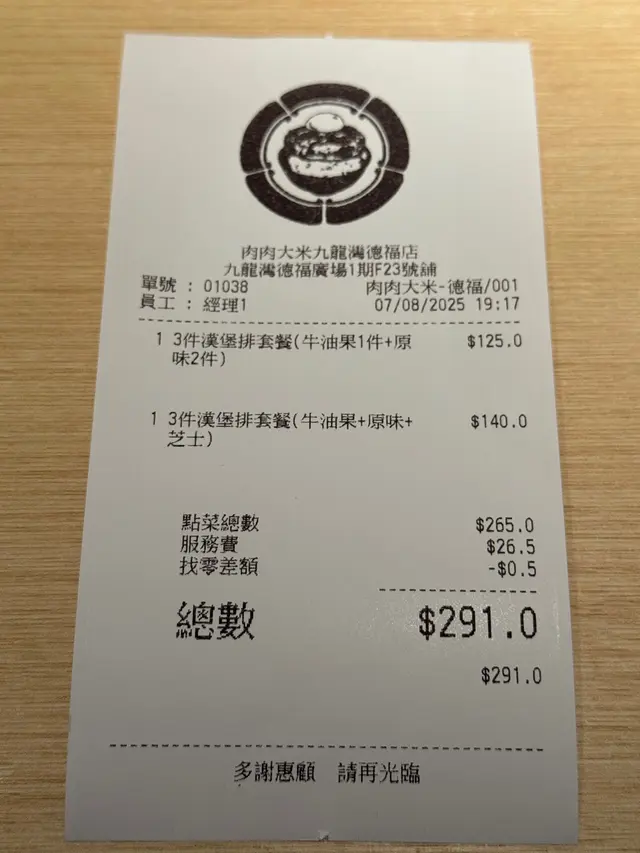 肉肉大米九龍灣德福店
九龍灣德福廣場1期F23號舖
單號 : 01038 肉肉大米-德福/001
員工 : 經理1 07/08/2025 19:17
1 3件漢堡排套餐(牛油果1件+原 $125.0
味2件)
1 3件漢堡排套餐(牛油果+原味+ $140.0
芝士)
點菜總數 $265.0
服務費 $26.5
找零差額 -$0.5
總數 $291.0
$291.0
多謝惠顧 請再光臨